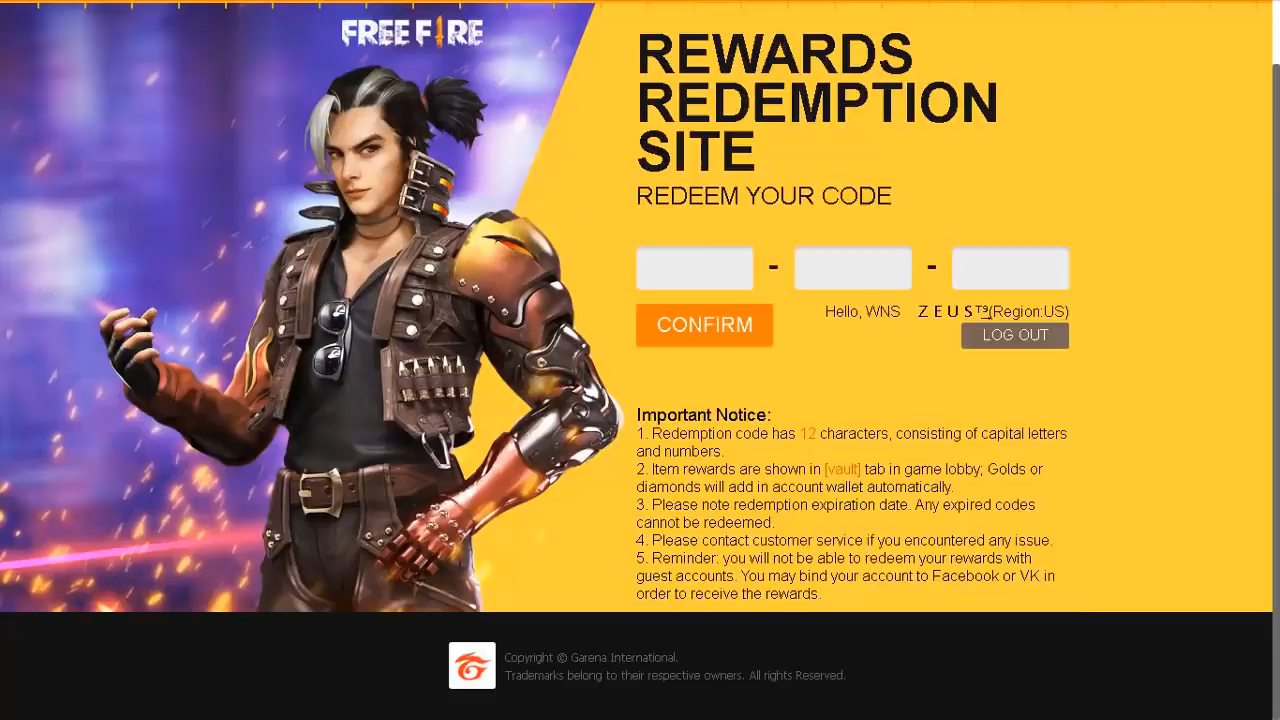 FREE FIRE
REWARDS
REDEMPTION
SITE
REDEEM YOUR CODE
- -
CONFIRM
Hello, WNS ㅤZ E U Sᵀ⁹(Region:US)
LOG OUT
Important Notice:
1. Redemption code has 12 characters, consisting of capital letters
and numbers.
2. Item rewards are shown in [vault] tab in game lobby; Golds or
diamonds will add in account wallet automatically.
3. Please note redemption expiration date. Any expired codes
cannot be redeemed.
4. Please contact customer service if you encountered any issue.
5. Reminder: you will not be able to redeem your rewards with
guest accounts. You may bind your account to Facebook or VK in
order to receive the rewards.
Copyright © Garena International.
Trademarks belong to their respective owners. All rights Reserved.